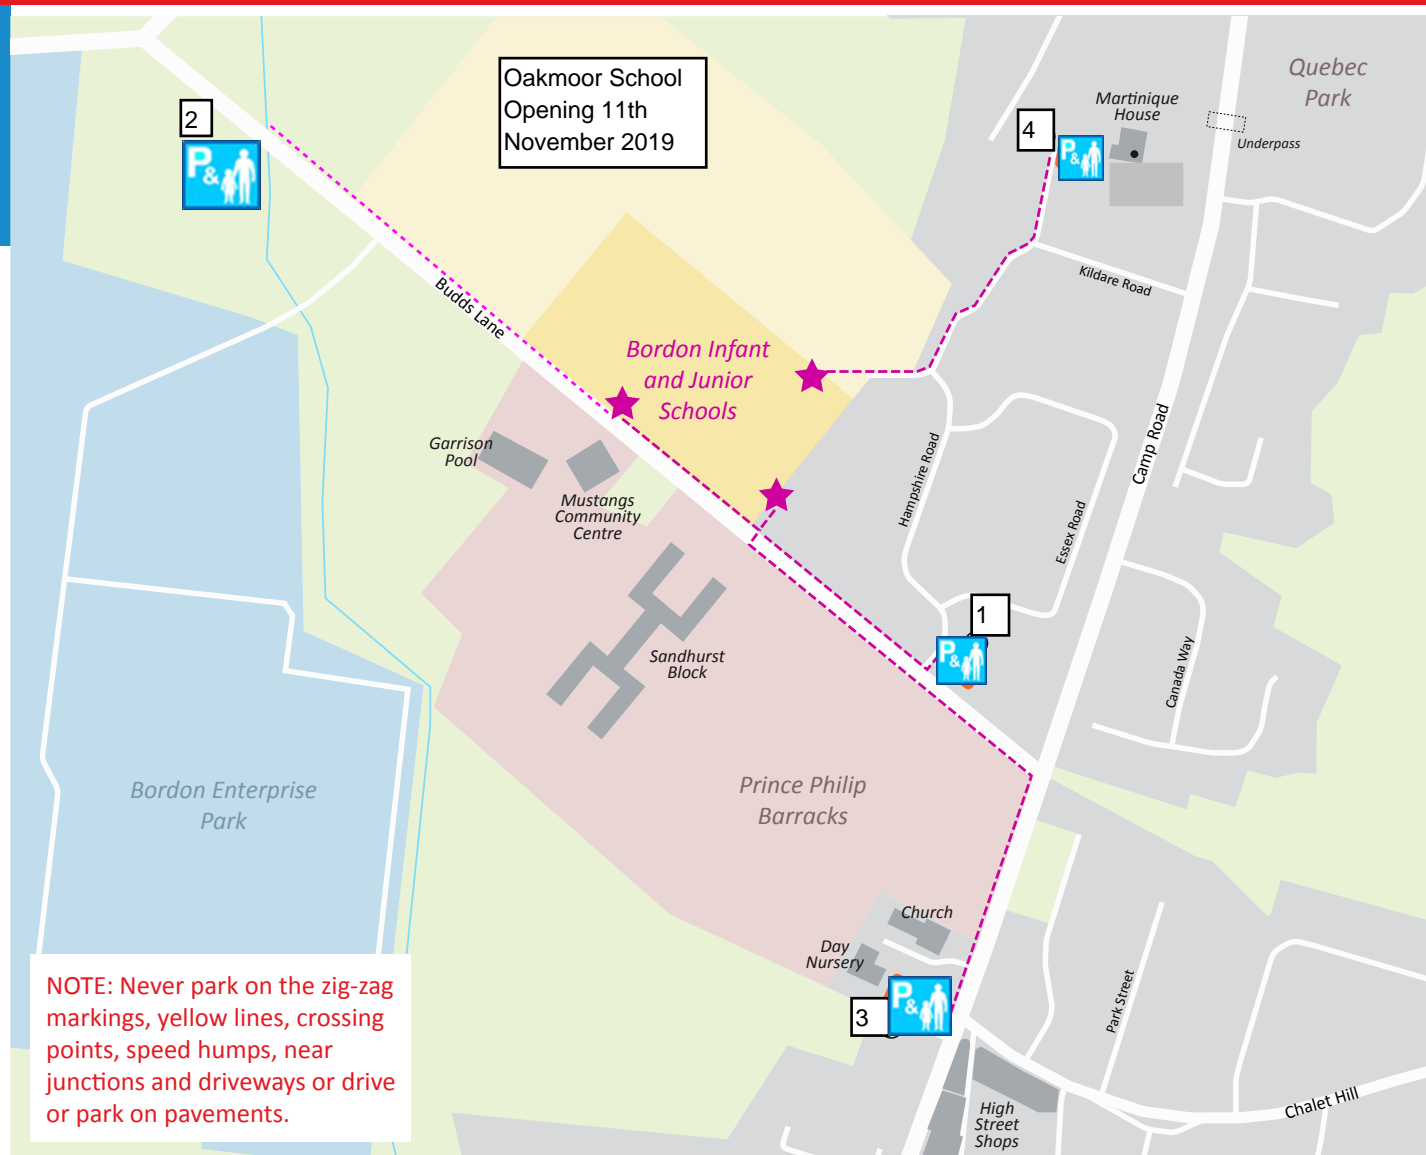 Oakmoor School
Opening 11th
November 2019
Quebec
Park
Martinique
House
Underpass
2
P
&
4
P
&
Kildare Road
Budds Lane
Bordon Infant
and Junior
Schools
Garrison
Pool
Mustangs
Community
Centre
Hampshire Road
Essex Road
Camp Road
Canada Way
1
P
&
Sandhurst
Block
Bordon Enterprise
Park
Prince Philip
Barracks
Church
Day
Nursery
3
P
&
Park Street
Chalet Hill
High
Street
Shops
NOTE: Never park on the zig-zag
markings, yellow lines, crossing
points, speed humps, near
junctions and driveways or drive
or park on pavements.